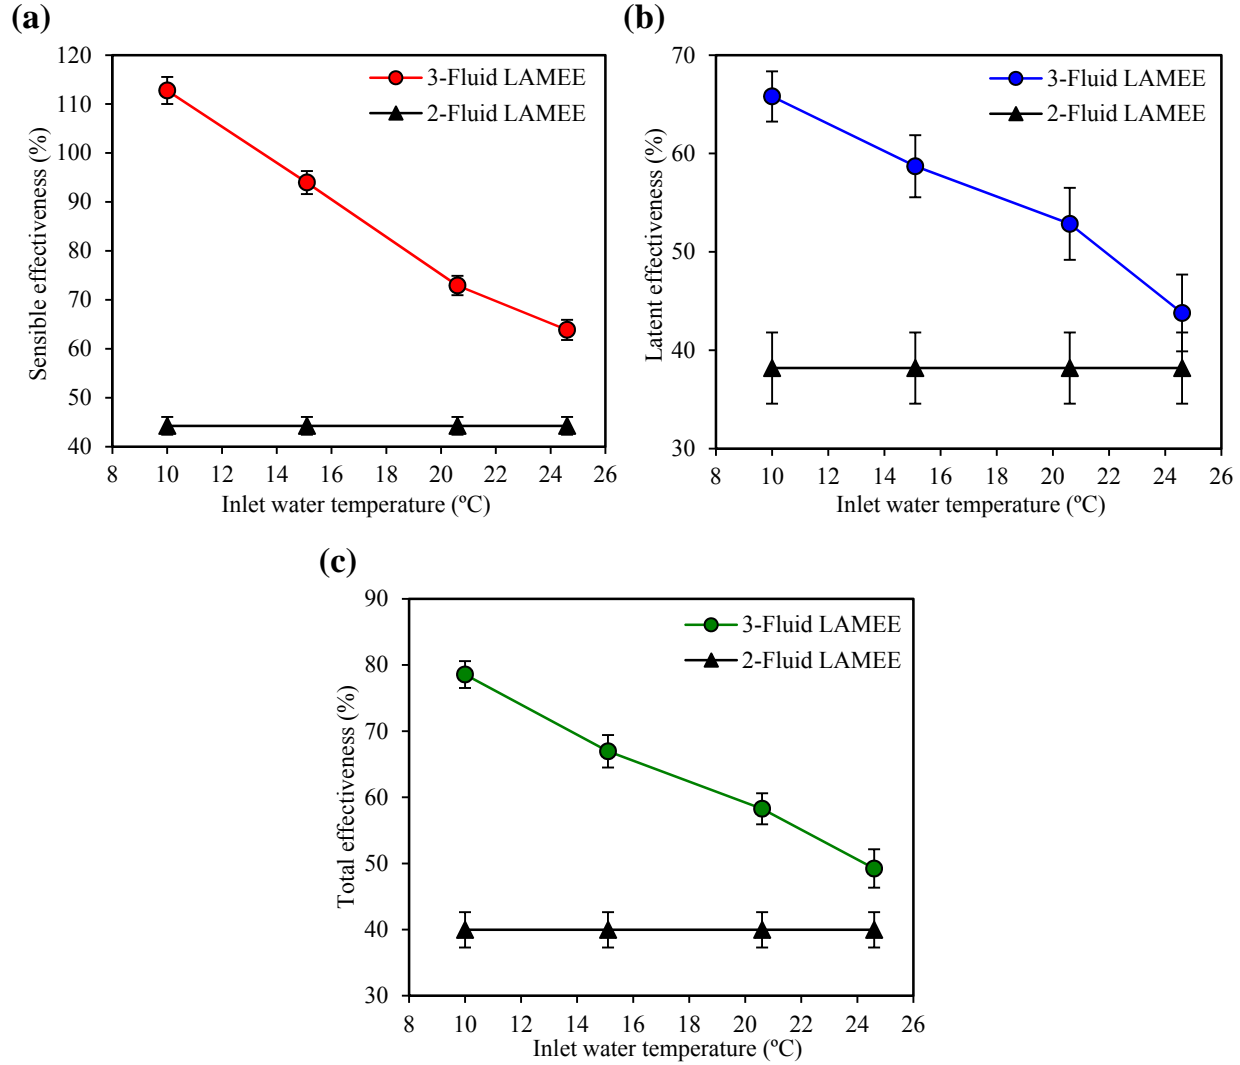 (a)
120
110
100
90
80
70
60
50
40
Sensible effectiveness (%)
3-Fluid LAMEE
2-Fluid LAMEE
8 10 12 14 16 18 20 22 24 26
Inlet water temperature (ºC)
(b)
70
60
50
40
30
Latent effectiveness (%)
3-Fluid LAMEE
2-Fluid LAMEE
8 10 12 14 16 18 20 22 24 26
Inlet water temperature (ºC)
(c)
90
80
70
60
50
40
30
Total effectiveness (%)
3-Fluid LAMEE
2-Fluid LAMEE
8 10 12 14 16 18 20 22 24 26
Inlet water temperature (ºC)